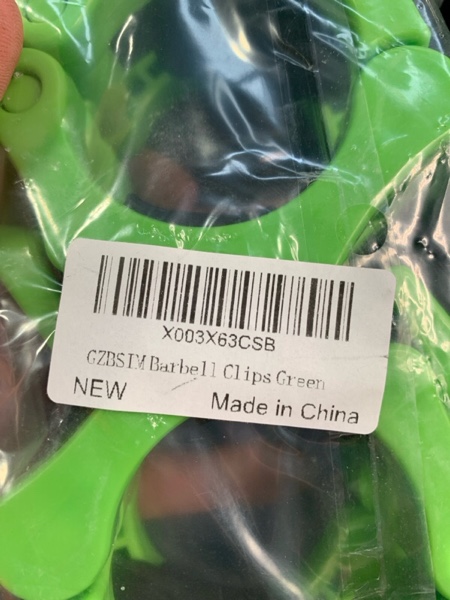 X003X63CSB
GZBSIM Barbell Clips Green
NEW
Made in China